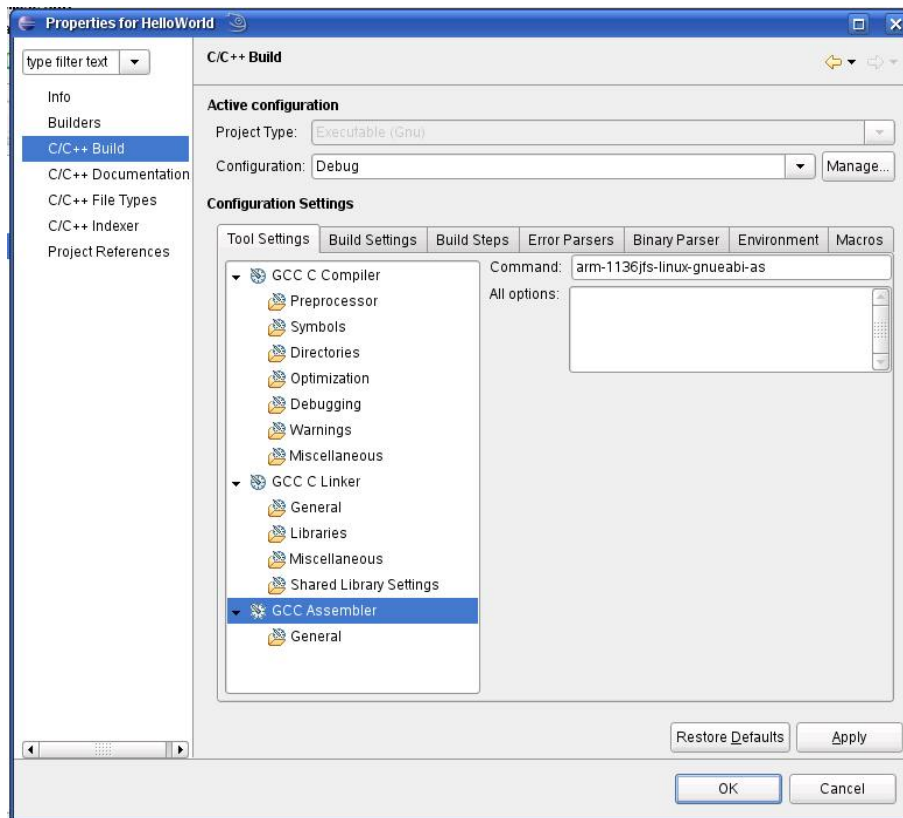 Properties for HelloWorld
type filter text
Info
Builders
C/C++ Build
C/C++ Documentation
C/C++ File Types
C/C++ Indexer
Project References
C/C++ Build
Active configuration
Project Type: Executable (Gnu)
Configuration: Debug Manage...
Configuration Settings
Tool Settings Build Settings Build Steps Error Parsers Binary Parser Environment Macros
GCC C Compiler
Preprocessor
Symbols
Directories
Optimization
Debugging
Warnings
Miscellaneous
GCC C Linker
General
Libraries
Miscellaneous
Shared Library Settings
GCC Assembler
General
Command: arm-1136jfs-linux-gnueabi-as
All options:
Restore Defaults Apply
OK Cancel